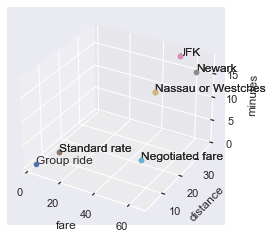 JFK
Newark
Nassau or Westches
Standard rate
Group ride
Negotiated fare
0
20
40
60
fare
10
20
30
distance
0
5
10
15
minutes